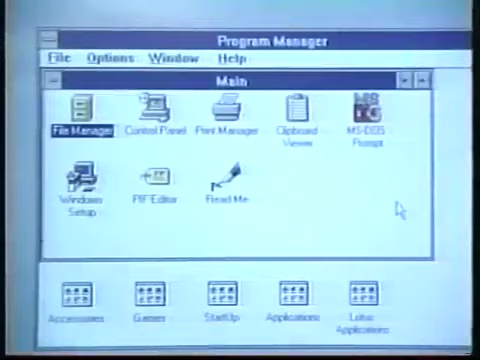 Program Manager
File Options Window Help
Main
File Manager Control Panel Print Manager Clipboard Viewer MS-DOS Prompt
Windows Setup PIF Editor Read Me
Accessories Games StartUp Applications Lotus Applications